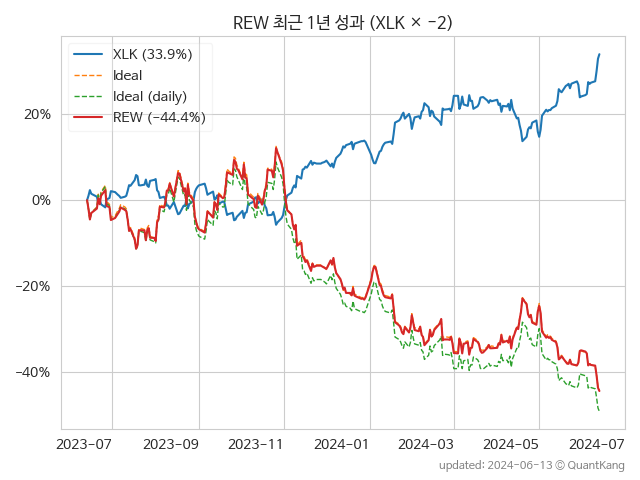 REW 최근 1년 성과 (XLK × −2)
XLK (33.9%)
Ideal
Ideal (daily)
REW (−44.4%)
20%
0%
−20%
−40%
2023−07 2023−09 2023−11 2024−01 2024−03 2024−05 2024−07
updated: 2024−06−13 ⓒ QuantKang